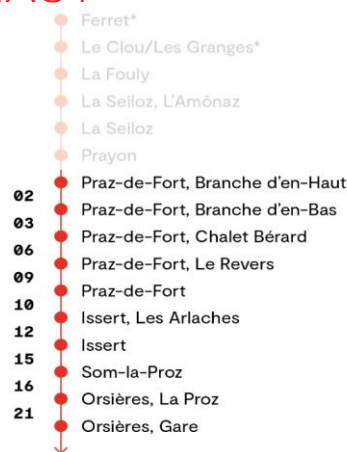 Ferret*
Le Clou/Les Granges*
La Fouly
La Seiloz, L'Amônaz
La Seiloz
Prayon
Praz-de-Fort, Branche d'en-Haut
02
Praz-de-Fort, Branche d'en-Bas
03
Praz-de-Fort, Chalet Bérard
06
Praz-de-Fort, Le Revers
09
Praz-de-Fort
10
Issert, Les Arlaches
12
Issert
15
Som-la-Proz
16
Orsières, La Proz
21
Orsières, Gare